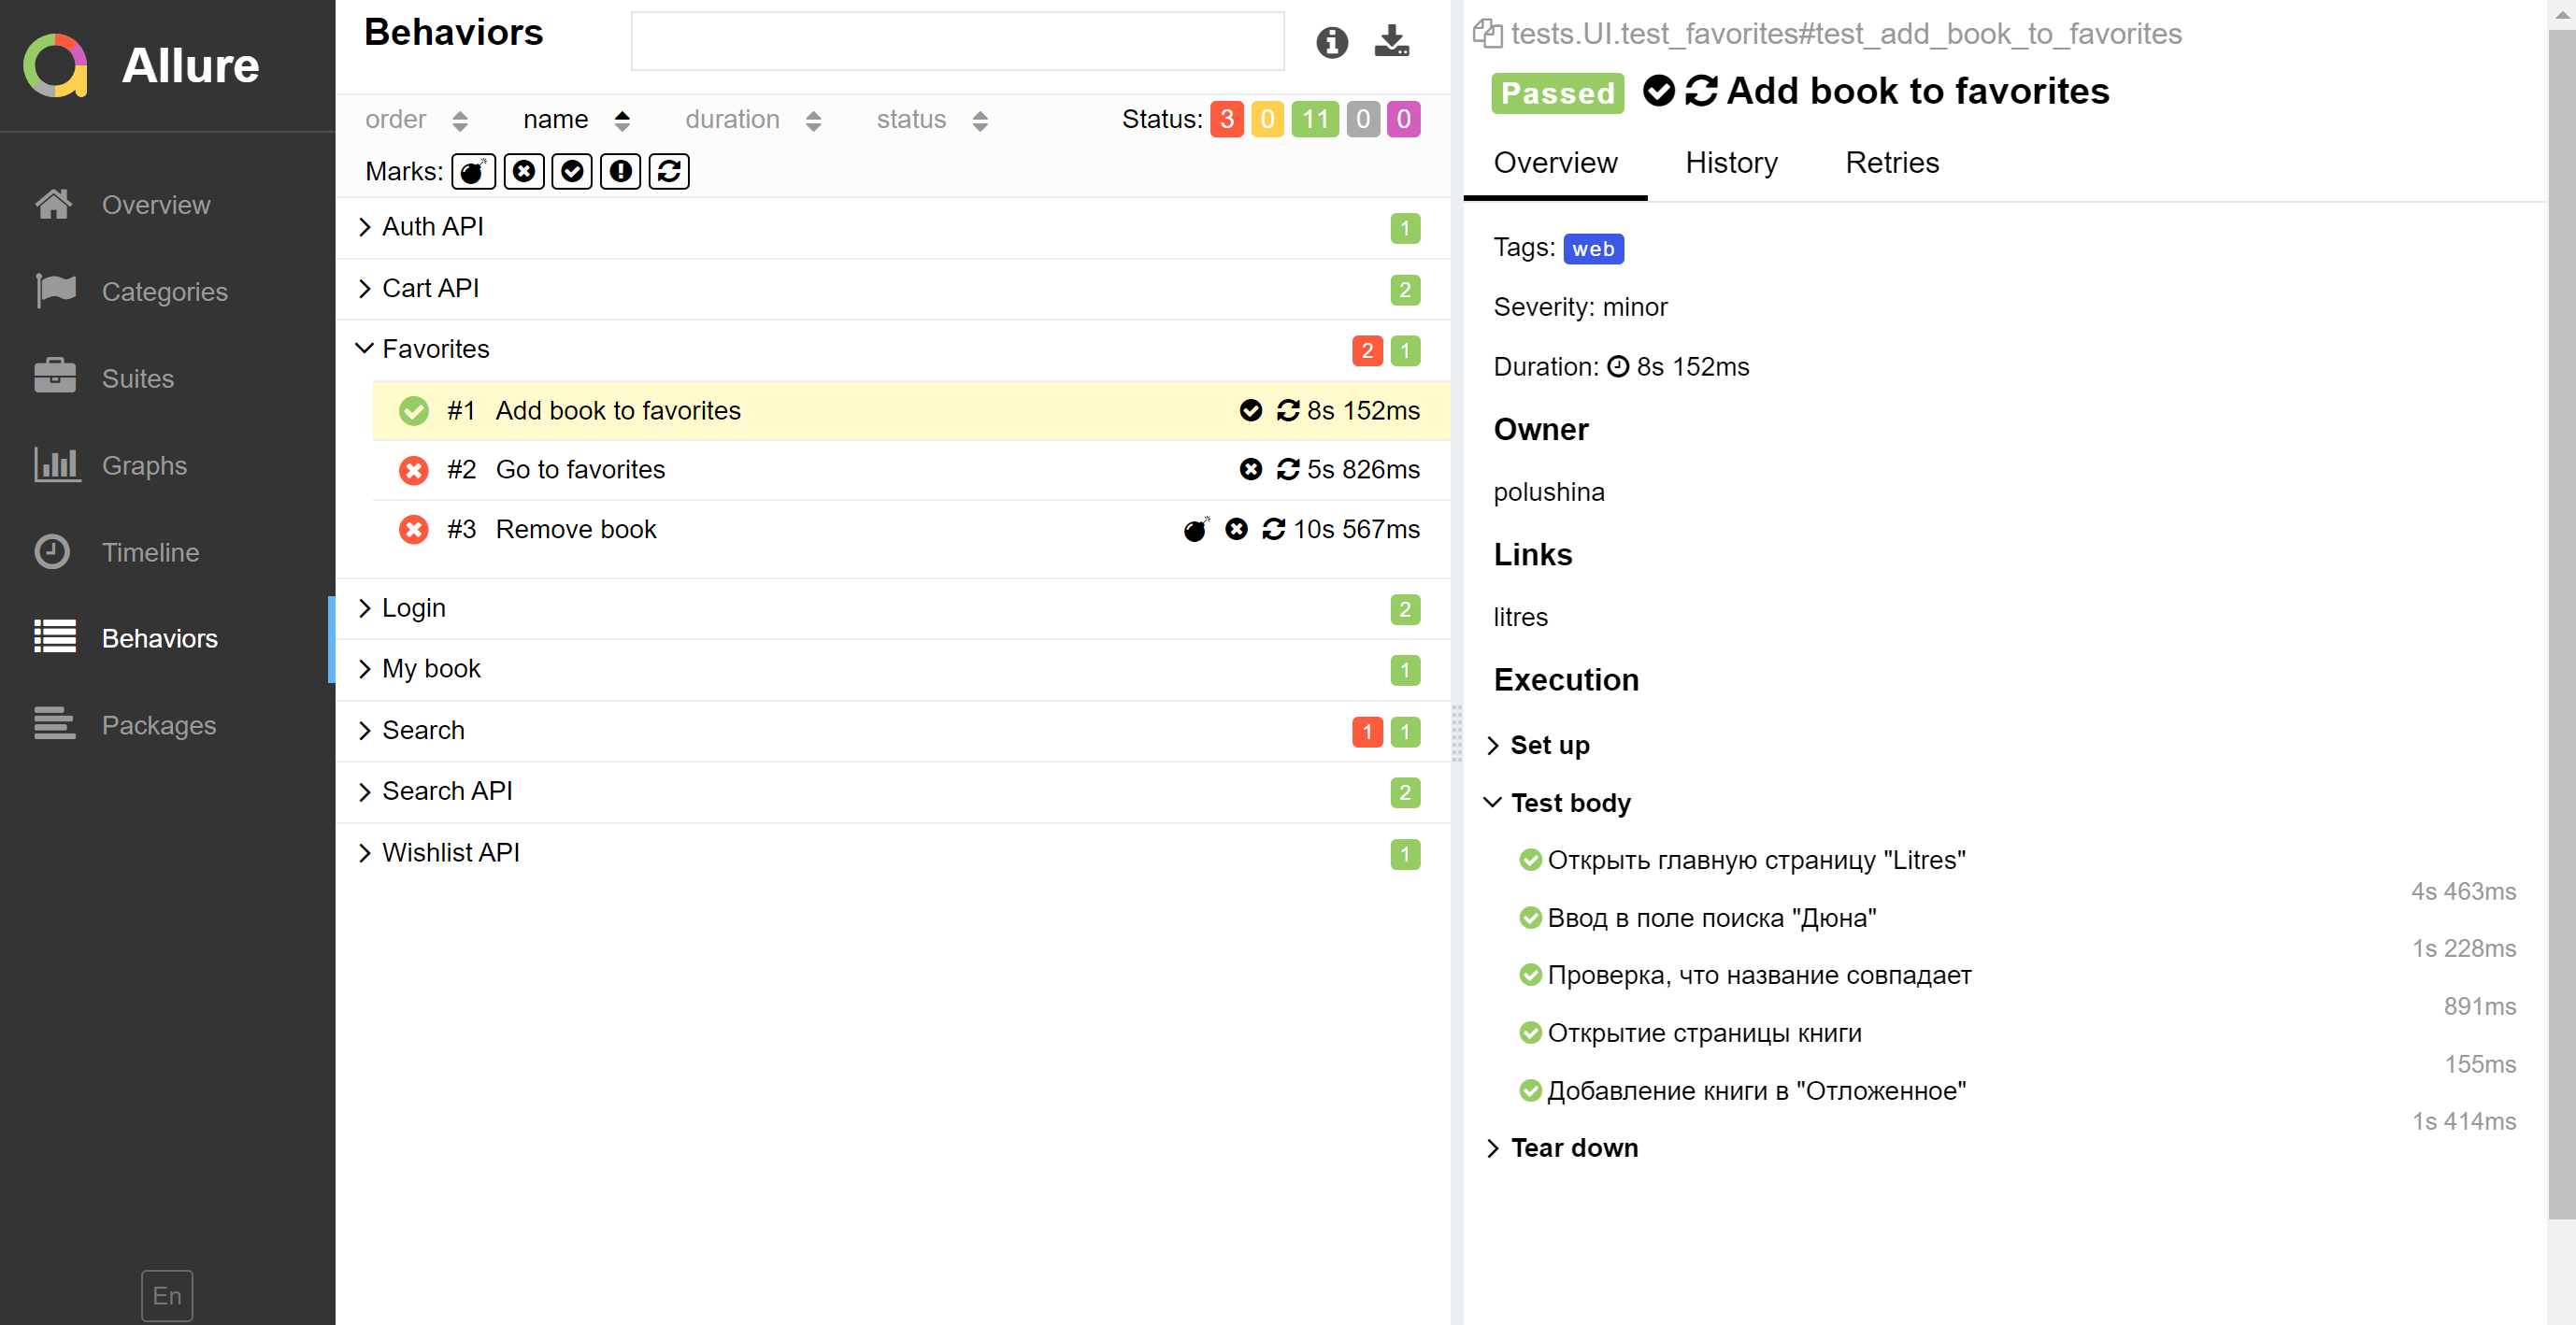 Allure
Overview
Categories
Suites
Graphs
Timeline
Behaviors
Packages
En
Behaviors
order name duration status Status: 3 0 11 0 0
Marks:
Auth API 1
Cart API 2
Favorites 2 1
#1 Add book to favorites 8s 152ms
#2 Go to favorites 5s 826ms
#3 Remove book 10s 567ms
Login 2
My book 1
Search 1 1
Search API 2
Wishlist API 1
tests.UI.test_favorites#test_add_book_to_favorites
Passed Add book to favorites
Overview History Retries
Tags: web
Severity: minor
Duration: 8s 152ms
Owner
polushina
Links
litres
Execution
Set up
Test body
Открыть главную страницу "Litres"
4s 463ms
Ввод в поле поиска "Дюна"
1s 228ms
Проверка, что название совпадает
891ms
Открытие страницы книги
155ms
Добавление книги в "Отложенное"
1s 414ms
Tear down